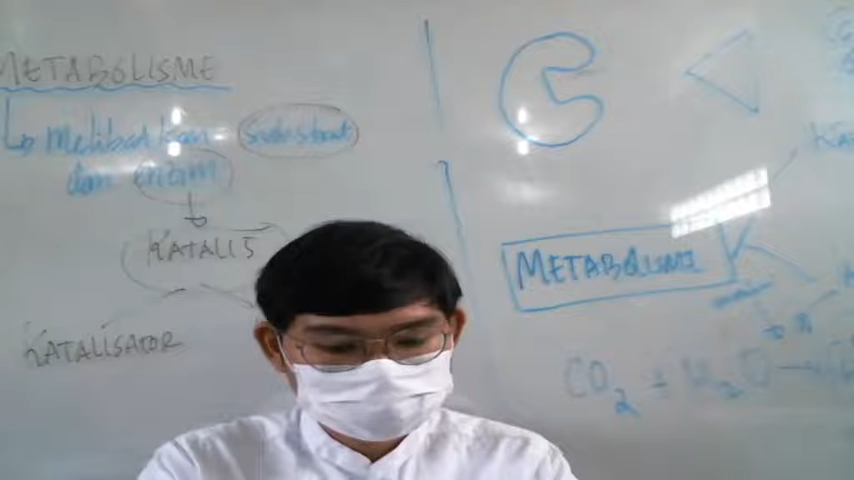 METABOLISME
Melibatkan substrat
dan enzim
KATALIS
KATALISATOR
METABOLISME
CO2 + H2O →